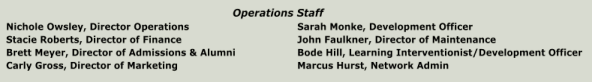 Operations Staff
Nichole Owsley, Director Operations
Stacie Roberts, Director of Finance
Brett Meyer, Director of Admissions & Alumni
Carly Gross, Director of Marketing
Sarah Monke, Development Officer
John Faulkner, Director of Maintenance
Bode Hill, Learning Interventionist/Development Officer
Marcus Hurst, Network Admin